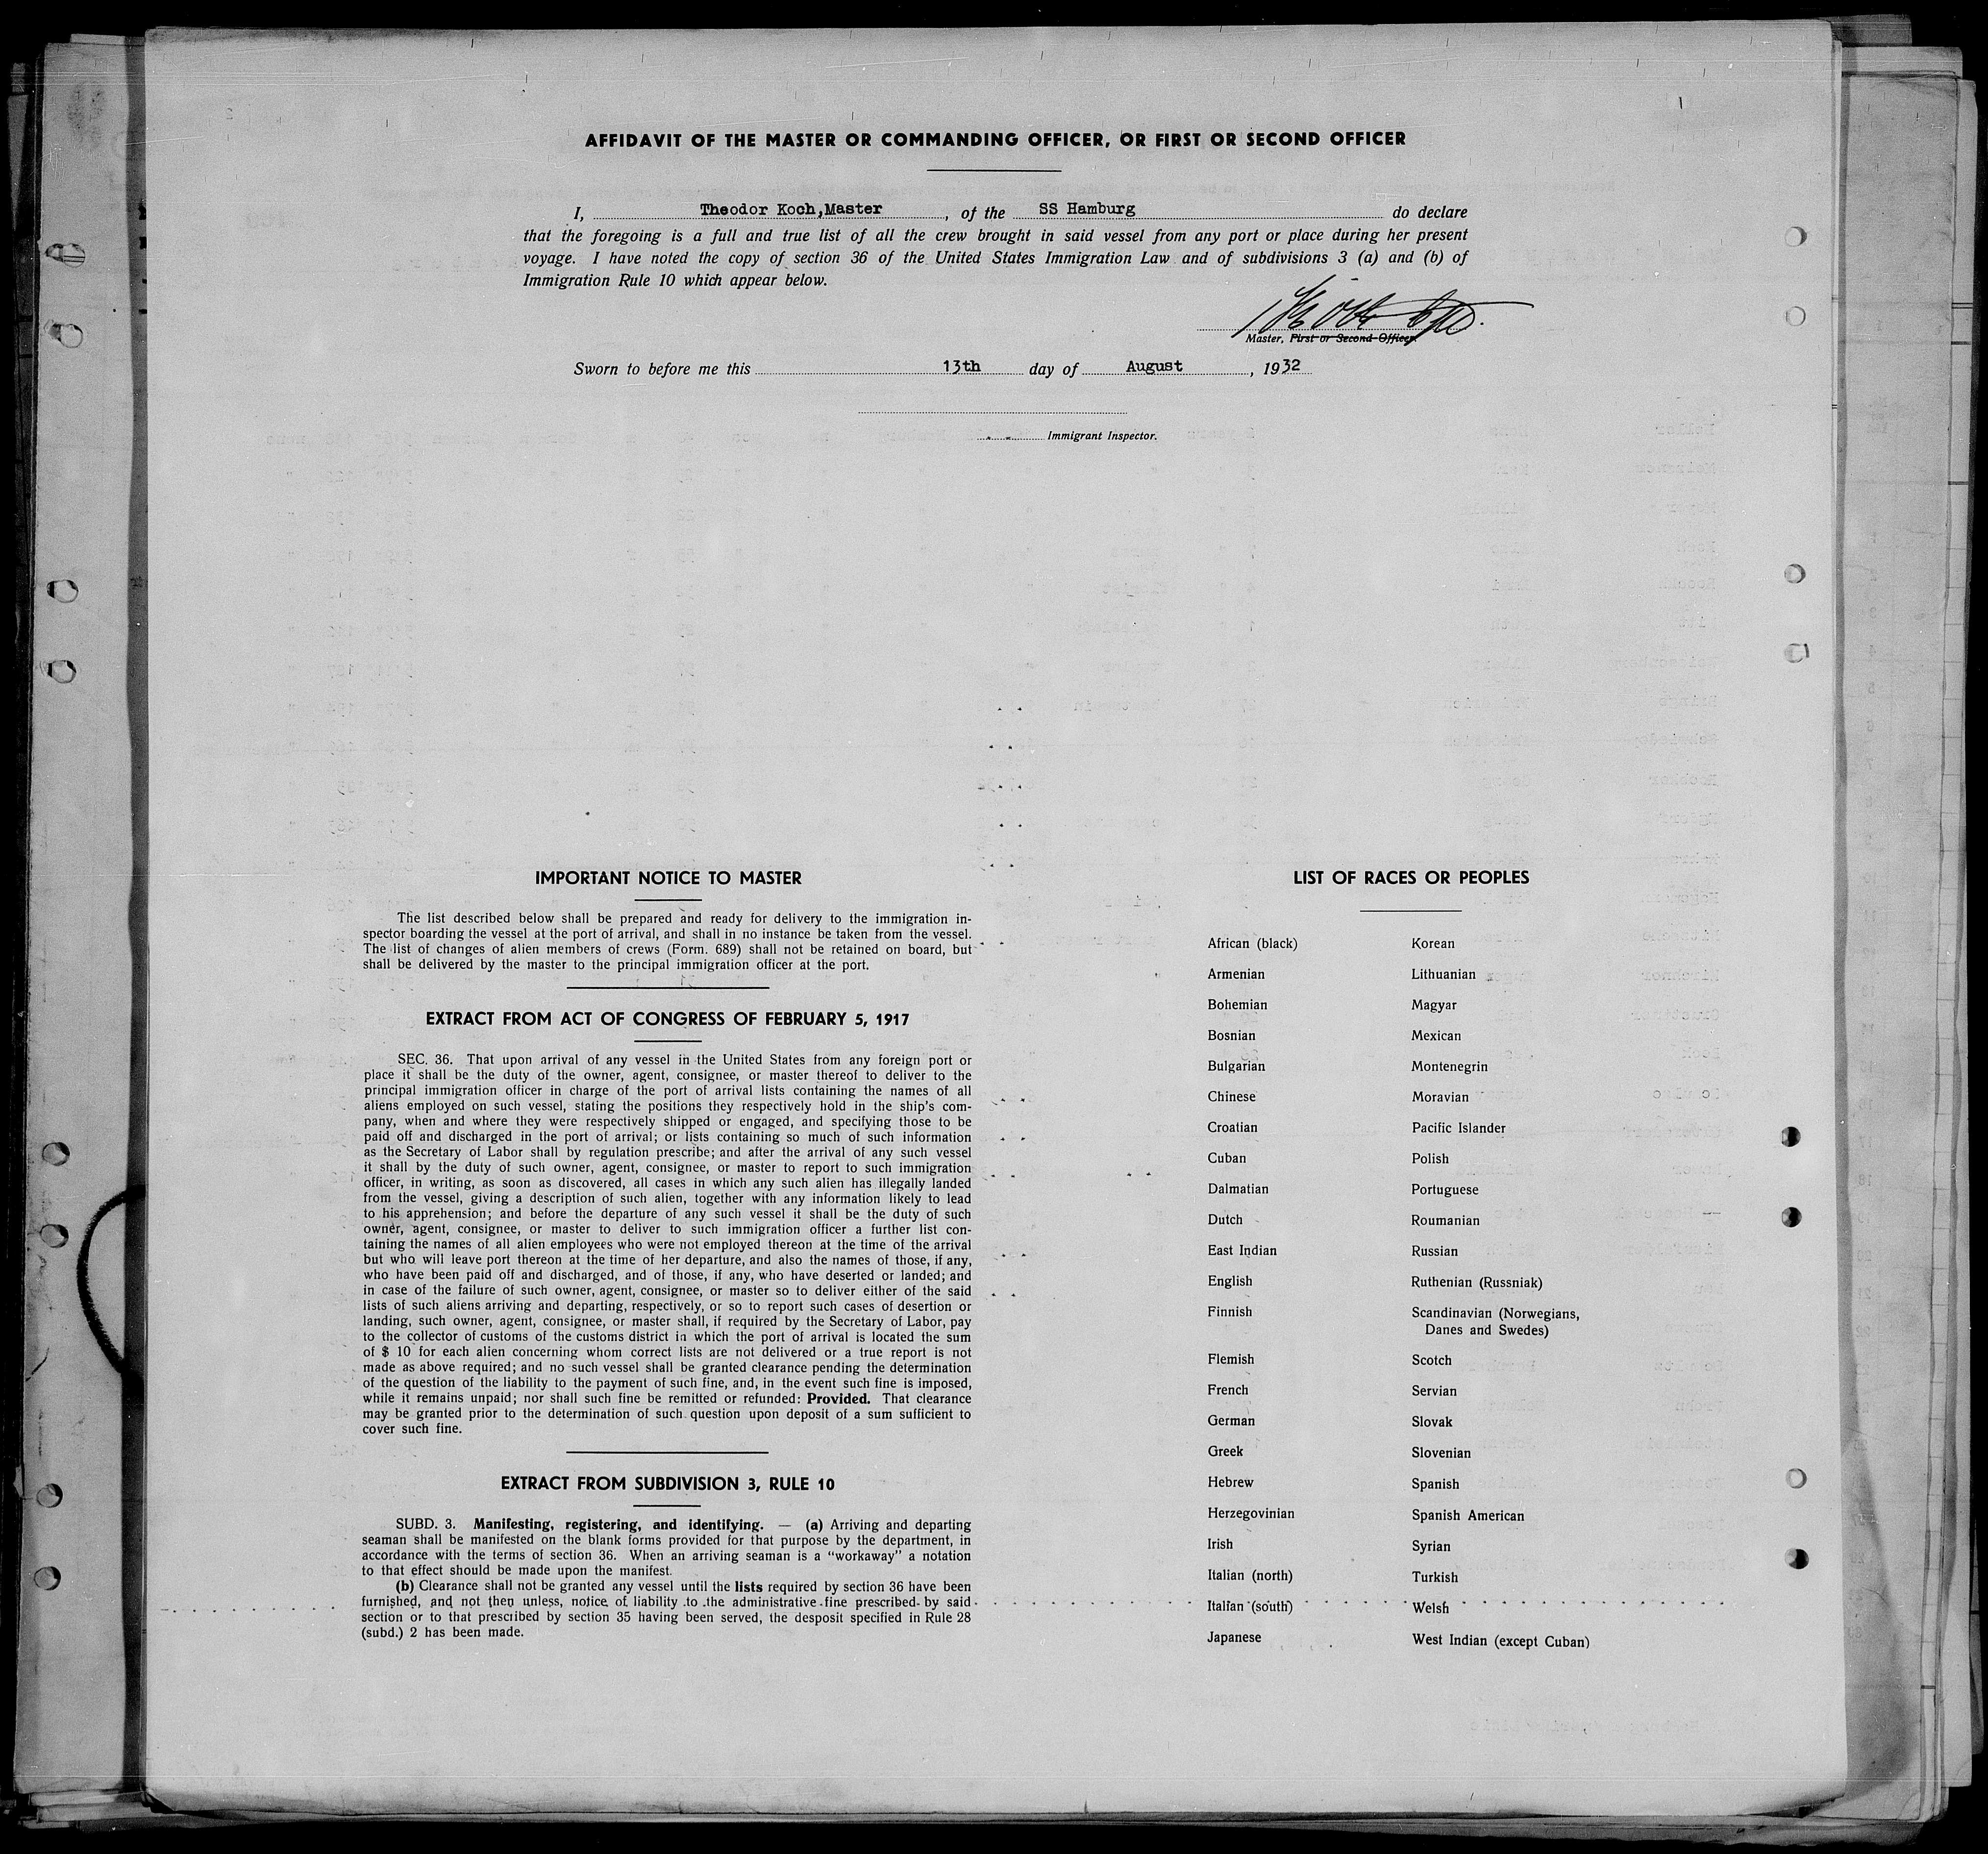 AFFIDAVIT OF THE MASTER OR COMMANDING OFFICER, OR FIRST OR SECOND OFFICER
I, Theodor Koch,Master, of the SS Hamburg do declare
that the foregoing is a full and true list of all the crew brought in said vessel from any port or place during her present
voyage. I have noted the copy of section 36 of the United States Immigration Law and of subdivisions 3 (a) and (b) of
Immigration Rule 10 which appear below.
Master, First or Second Officer.
Sworn to before me this 13th day of August, 1932
Immigrant Inspector.
IMPORTANT NOTICE TO MASTER
The list described below shall be prepared and ready for delivery to the immigration in-
spector boarding the vessel at the port of arrival, and shall in no instance be taken from the vessel.
The list of changes of alien members of crews (Form. 689) shall not be retained on board, but
shall be delivered by the master to the principal immigration officer at the port.
EXTRACT FROM ACT OF CONGRESS OF FEBRUARY 5, 1917
SEC. 36. That upon arrival of any vessel in the United States from any foreign port or
place it shall be the duty of the owner, agent, consignee, or master thereof to deliver to the
principal immigration officer in charge of the port of arrival lists containing the names of all
aliens employed on such vessel, stating the positions they respectively hold in the ship's com-
pany, when and where they were respectively shipped or engaged, and specifying those to be
paid off and discharged in the port of arrival; or lists containing so much of such information
as the Secretary of Labor shall by regulation prescribe; and after the arrival of any such vessel
it shall by the duty of such owner, agent, consignee, or master to report to such immigration
officer, in writing, as soon as discovered, all cases in which any such alien has illegally landed
from the vessel, giving a description of such alien, together with any information likely to lead
to his apprehension; and before the departure of any such vessel it shall be the duty of such
owner, agent, consignee, or master to deliver to such immigration officer a further list con-
taining the names of all alien employees who were not employed thereon at the time of the arrival
but who will leave port thereon at the time of her departure, and also the names of those, if any,
who have been paid off and discharged, and of those, if any, who have deserted or landed; and
in case of the failure of such owner, agent, consignee, or master so to deliver either of the said
lists of such aliens arriving and departing, respectively, or so to report such cases of desertion or
landing, such owner, agent, consignee, or master shall, if required by the Secretary of Labor, pay
to the collector of customs of the customs district in which the port of arrival is located the sum
of $ 10 for each alien concerning whom correct lists are not delivered or a true report is not
made as above required; and no such vessel shall be granted clearance pending the determination
of the question of the liability to the payment of such fine, and, in the event such fine is imposed,
while it remains unpaid; nor shall such fine be remitted or refunded: Provided. That clearance
may be granted prior to the determination of such question upon deposit of a sum sufficient to
cover such fine.
EXTRACT FROM SUBDIVISION 3, RULE 10
SUBD. 3. Manifesting, registering, and identifying. — (a) Arriving and departing
seaman shall be manifested on the blank forms provided for that purpose by the department, in
accordance with the terms of section 36. When an arriving seaman is a "workaway" a notation
to that effect should be made upon the manifest.
(b) Clearance shall not be granted any vessel until the lists required by section 36 have been
furnished, and not then unless, notice of liability to the administrative fine prescribed by said
section or to that prescribed by section 35 having been served, the desposit specified in Rule 28
(subd.) 2 has been made.
LIST OF RACES OR PEOPLES
African (black)
Armenian
Bohemian
Bosnian
Bulgarian
Chinese
Croatian
Cuban
Dalmatian
Dutch
East Indian
English
Finnish
Flemish
French
German
Greek
Hebrew
Herzegovinian
Irish
Italian (north)
Italian (south)
Japanese
Korean
Lithuanian
Magyar
Mexican
Montenegrin
Moravian
Pacific Islander
Polish
Portuguese
Roumanian
Russian
Ruthenian (Russniak)
Scandinavian (Norwegians,
Danes and Swedes)
Scotch
Servian
Slovak
Slovenian
Spanish
Spanish American
Syrian
Turkish
Welsh
West Indian (except Cuban)